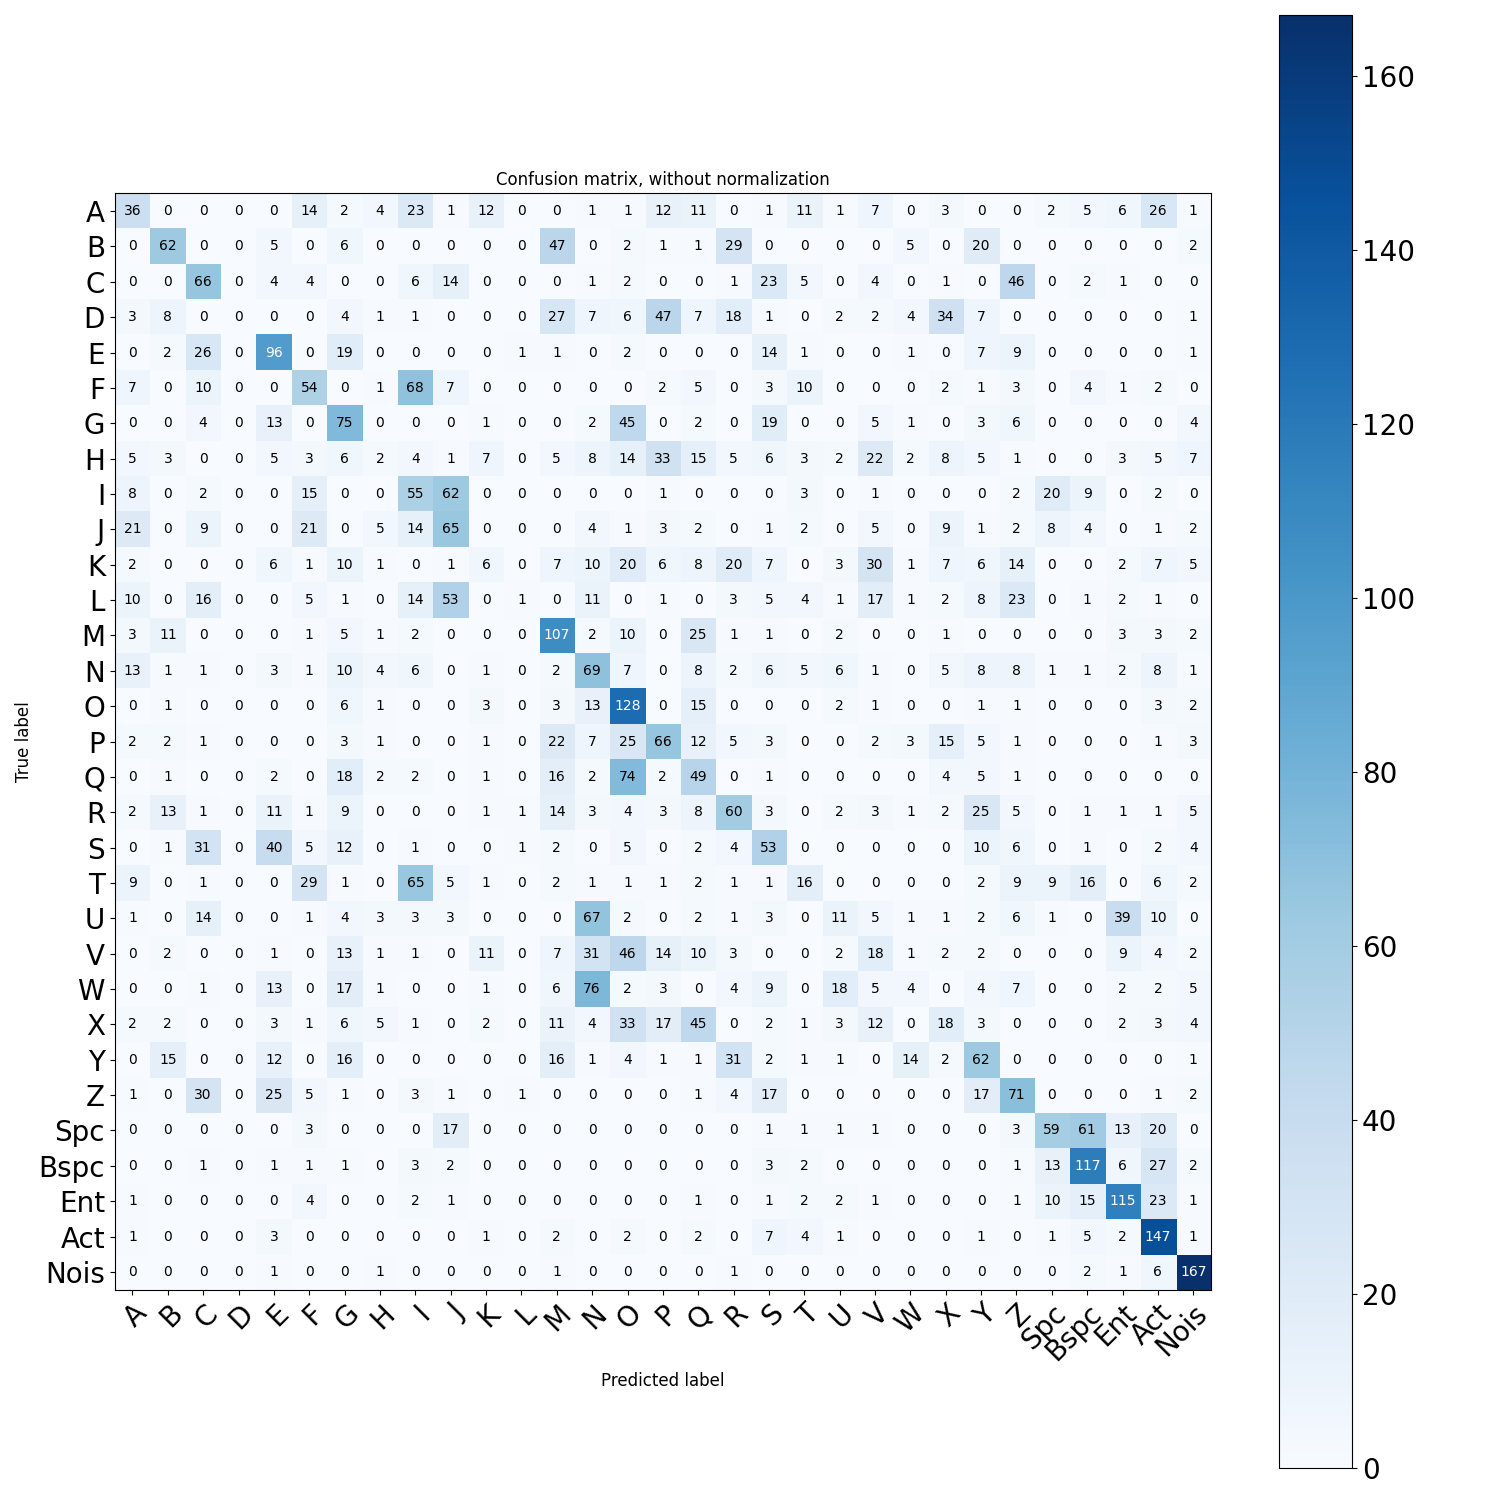 Confusion matrix, without normalization
A 36 0 0 0 0 14 2 4 23 1 12 0 0 1 1 12 11 0 1 11 1 7 0 3 0 0 2 5 6 26 1
B 0 62 0 0 5 0 6 0 0 0 0 0 47 0 2 1 1 29 0 0 0 0 5 0 20 0 0 0 0 0 2
C 0 0 66 0 4 4 0 0 6 14 0 0 0 1 2 0 0 1 23 5 0 4 0 1 0 46 0 2 1 0 0
D 3 8 0 0 0 0 4 1 1 0 0 0 27 7 6 47 7 18 1 0 2 2 4 34 7 0 0 0 0 0 1
E 0 2 26 0 96 0 19 0 0 0 0 1 1 0 2 0 0 0 14 1 0 0 1 0 7 9 0 0 0 0 1
F 7 0 10 0 0 54 0 1 68 7 0 0 0 0 0 2 5 0 3 10 0 0 0 2 1 3 0 4 1 2 0
G 0 0 4 0 13 0 75 0 0 0 1 0 0 2 45 0 2 0 19 0 0 5 1 0 3 6 0 0 0 0 4
H 5 3 0 0 5 3 6 2 4 1 7 0 5 8 14 33 15 5 6 3 2 22 2 8 5 1 0 0 3 5 7
I 8 0 2 0 0 15 0 0 55 62 0 0 0 0 0 1 0 0 0 3 0 1 0 0 0 2 20 9 0 2 0
J 21 0 9 0 0 21 0 5 14 65 0 0 0 4 1 3 2 0 1 2 0 5 0 9 1 2 8 4 0 1 2
K 2 0 0 0 6 1 10 1 0 1 6 0 7 10 20 6 8 20 7 0 3 30 1 7 6 14 0 0 2 7 5
L 10 0 16 0 0 5 1 0 14 53 0 1 0 11 0 1 0 3 5 4 1 17 1 2 8 23 0 1 2 1 0
M 3 11 0 0 0 1 5 1 2 0 0 0 107 2 10 0 25 1 1 0 2 0 0 1 0 0 0 0 3 3 2
N 13 1 1 0 3 1 10 4 6 0 1 0 2 69 7 0 8 2 6 5 6 1 0 5 8 8 1 1 2 8 1
O 0 1 0 0 0 0 6 1 0 0 3 0 3 13 128 0 15 0 0 0 2 1 0 0 1 1 0 0 0 3 2
P 2 2 1 0 0 0 3 1 0 0 1 0 22 7 25 66 12 5 3 0 0 2 3 15 5 1 0 0 0 1 3
Q 0 1 0 0 2 0 18 2 2 0 1 0 16 2 74 2 49 0 1 0 0 0 0 4 5 1 0 0 0 0 0
R 2 13 1 0 11 1 9 0 0 0 1 1 14 3 4 3 8 60 3 0 2 3 1 2 25 5 0 1 1 1 5
S 0 1 31 0 40 5 12 0 1 0 0 1 2 0 5 0 2 4 53 0 0 0 0 0 10 6 0 1 0 2 4
T 9 0 1 0 0 29 1 0 65 5 1 0 2 1 1 1 2 1 1 16 0 0 0 0 2 9 9 16 0 6 2
U 1 0 14 0 0 1 4 3 3 3 0 0 0 67 2 0 2 1 3 0 11 5 1 1 2 6 1 0 39 10 0
V 0 2 0 0 1 0 13 1 1 0 11 0 7 31 46 14 10 3 0 0 2 18 1 2 2 0 0 0 9 4 2
W 0 0 1 0 13 0 17 1 0 0 1 0 6 76 2 3 0 4 9 0 18 5 4 0 4 7 0 0 2 2 5
X 2 2 0 0 3 1 6 5 1 0 2 0 11 4 33 17 45 0 2 1 3 12 0 18 3 0 0 0 2 3 4
Y 0 15 0 0 12 0 16 0 0 0 0 0 16 1 4 1 1 31 2 1 1 0 14 2 62 0 0 0 0 0 1
Z 1 0 30 0 25 5 1 0 3 1 0 1 0 0 0 0 1 4 17 0 0 0 0 0 17 71 0 0 0 1 2
Spc 0 0 0 0 0 3 0 0 0 17 0 0 0 0 0 0 0 0 1 1 1 1 0 0 0 3 59 61 13 20 0
Bspc 0 0 1 0 1 1 1 0 3 2 0 0 0 0 0 0 0 0 3 2 0 0 0 0 0 1 13 117 6 27 2
Ent 1 0 0 0 0 4 0 0 2 1 0 0 0 0 0 0 1 0 1 2 2 1 0 0 0 1 10 15 115 23 1
Act 1 0 0 0 3 0 0 0 0 0 1 0 2 0 2 0 2 0 7 4 1 0 0 0 1 0 1 5 2 147 1
Nois 0 0 0 0 1 0 0 1 0 0 0 0 1 0 0 0 0 1 0 0 0 0 0 0 0 0 0 2 1 6 167
A B C D E F G H I J K L M N O P Q R S T U V W X Y Z Spc Bspc Ent Act Nois
Predicted label
True label
160
140
120
100
80
60
40
20
0